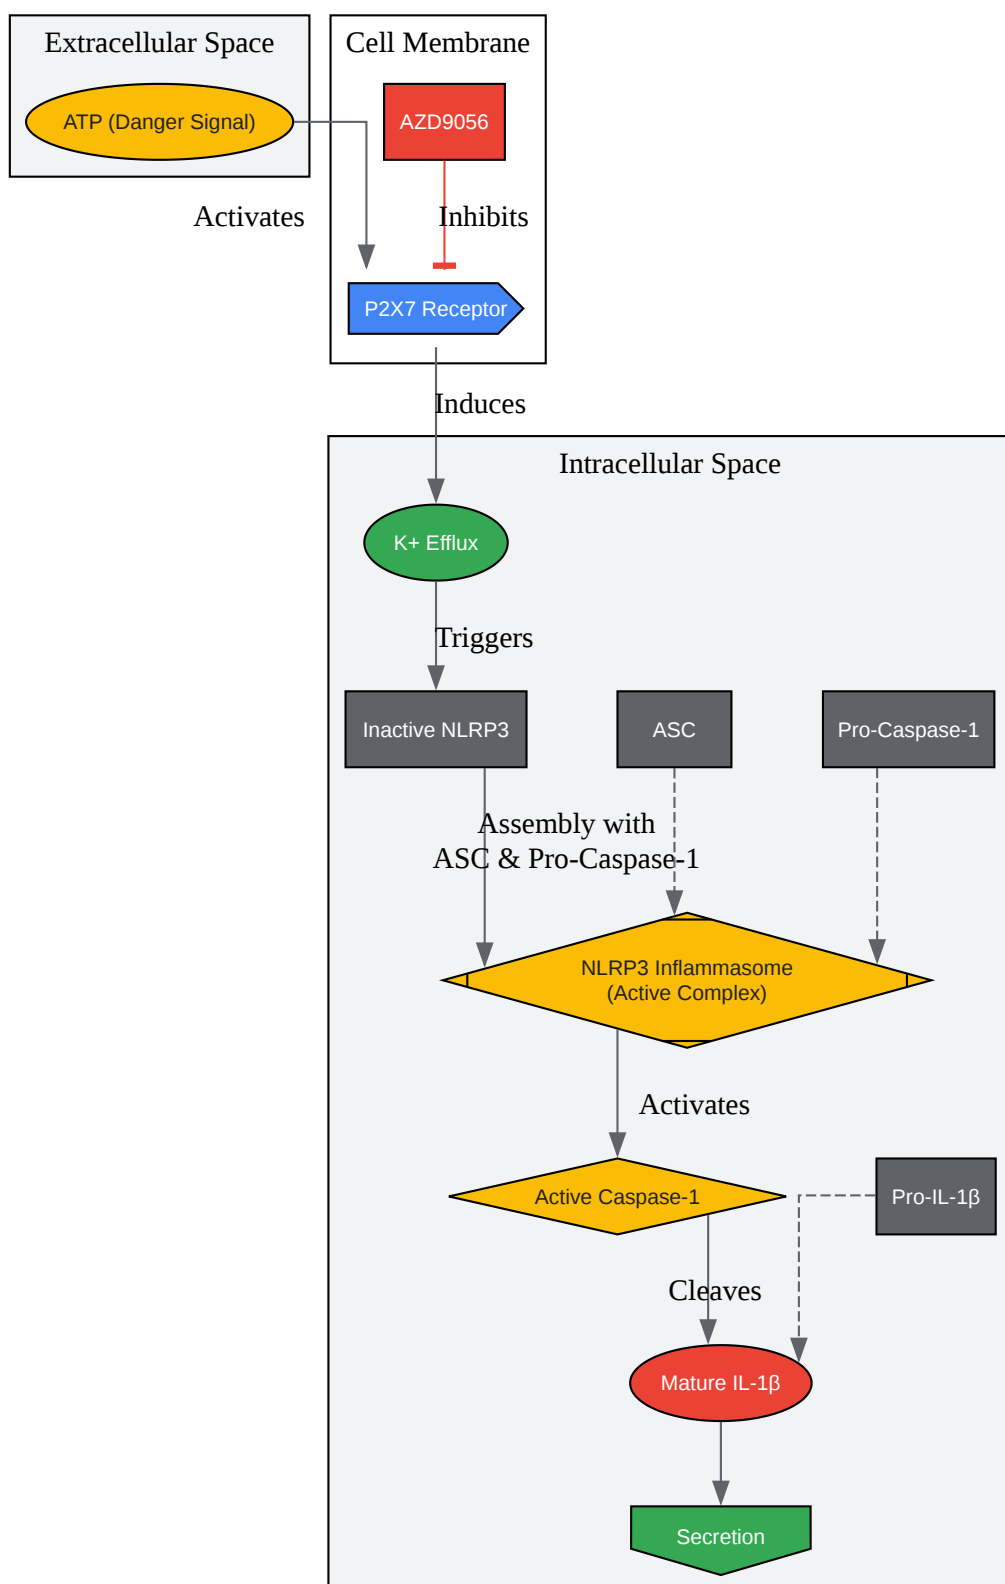 Extracellular Space
Cell Membrane
ATP (Danger Signal)
AZD9056
Activates
Inhibits
P2X7 Receptor
Induces
Intracellular Space
K+ Efflux
Triggers
Inactive NLRP3
ASC
Pro-Caspase-1
Assembly with
ASC & Pro-Caspase-1
NLRP3 Inflammasome
(Active Complex)
Activates
Active Caspase-1
Pro-IL-1β
Cleaves
Mature IL-1β
Secretion